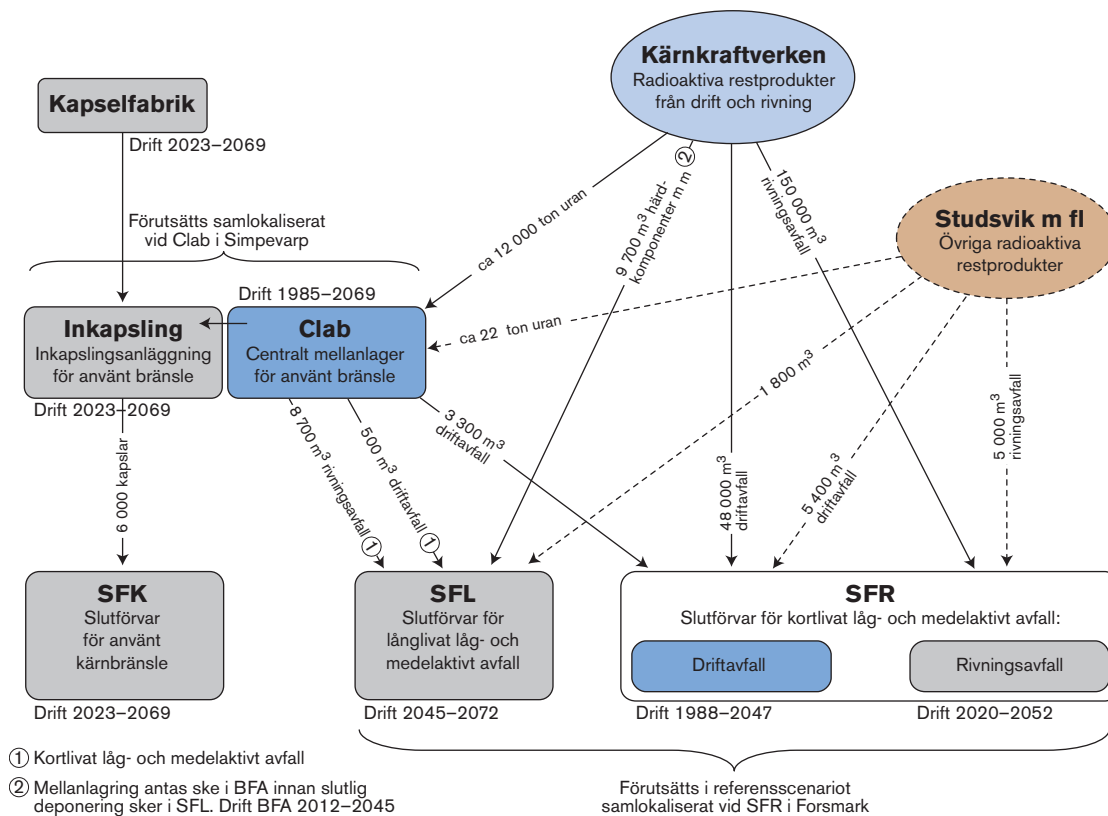 Kärnkraftverken
Radioaktiva restprodukter
från drift och rivning
Kapselfabrik
Drift 2023–2069
Studsvik m fl
Övriga radioaktiva
restprodukter
Förutsätts samlokaliserat
vid Clab i Simpevarp
ca 12 000 ton uran
9 700 m³ härd-
komponenter m m ②
150 000 m³
rivningsavfall
Drift 1985–2069
Inkapsling
Inkapslingsanläggning
för använt bränsle
Drift 2023–2069
Clab
Centralt mellanlager
för använt bränsle
ca 22 ton uran
1 800 m³
6 000 kapslar
8 700 m³ rivningsavfall ①
500 m³ driftavfall ①
3 300 m³
driftavfall
48 000 m³
driftavfall
5 400 m³
driftavfall
5 000 m³
rivningsavfall
SFK
Slutförvar
för använt
kärnbränsle
Drift 2023–2069
SFL
Slutförvar för
långlivat låg- och
medelaktivt avfall
Drift 2045–2072
SFR
Slutförvar för kortlivat låg- och medelaktivt avfall:
Driftavfall
Rivningsavfall
Drift 1988–2047
Drift 2020–2052
① Kortlivat låg- och medelaktivt avfall
② Mellanlagring antas ske i BFA innan slutlig
deponering sker i SFL. Drift BFA 2012–2045
Förutsätts i referensscenariot
samlokaliserat vid SFR i Forsmark